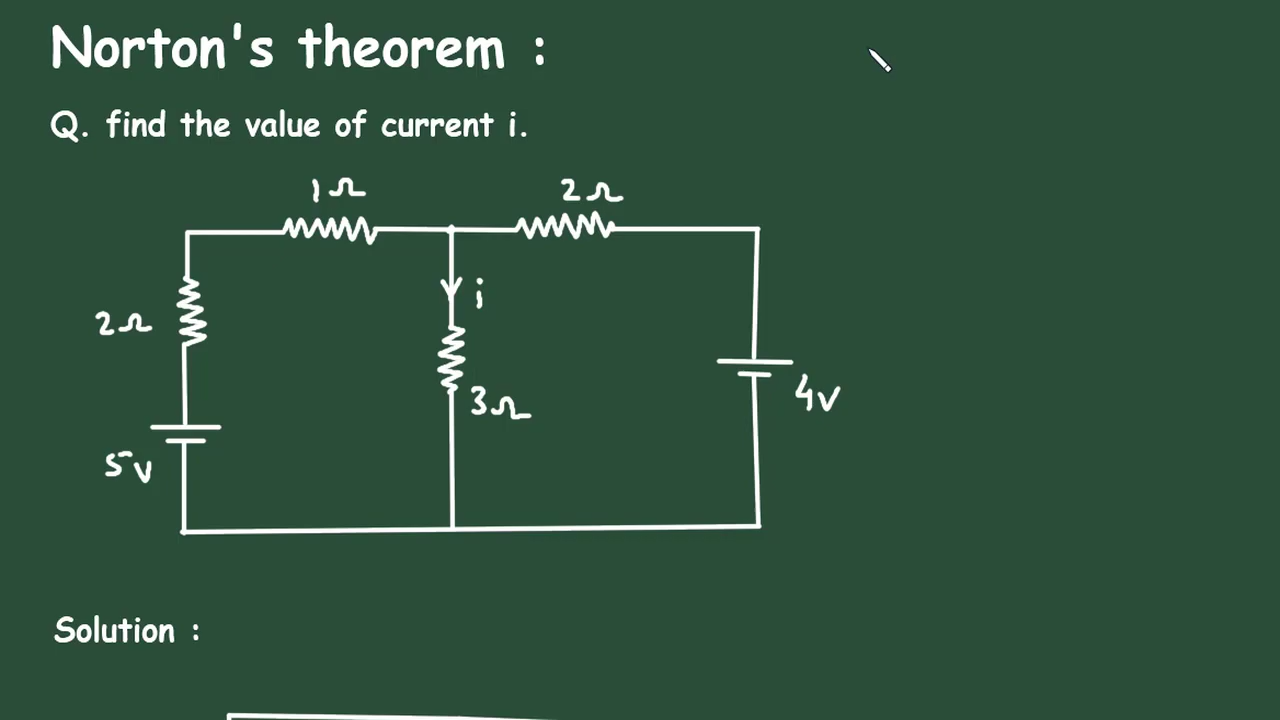 Norton's theorem :
Q. find the value of current i.
1Ω
2Ω
2Ω
i
3Ω
4v
5v
Solution :